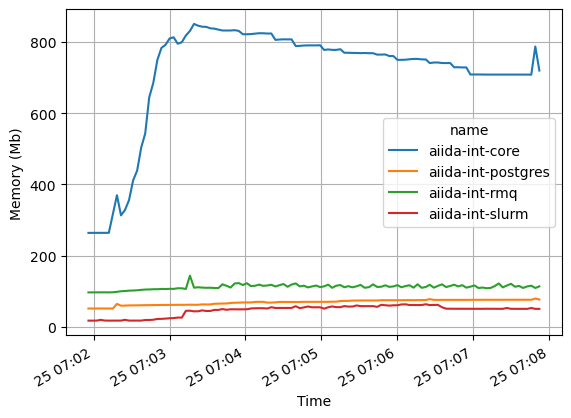 800
600
400
200
0
Memory (Mb)
name
aiida-int-core
aiida-int-postgres
aiida-int-rmq
aiida-int-slurm
25 07:02
25 07:03
25 07:04
25 07:05
25 07:06
25 07:07
25 07:08
Time